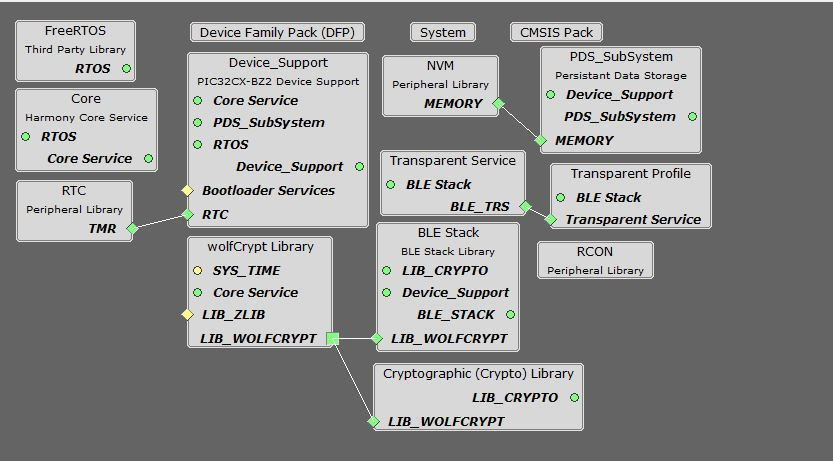 FreeRTOS
Third Party Library
RTOS
Device Family Pack (DFP)
System
CMSIS Pack
Core
Harmony Core Service
RTOS
Core Service
RTC
Peripheral Library
TMR
Device_Support
PIC32CX-BZ2 Device Support
Core Service
PDS_SubSystem
RTOS
Device_Support
Bootloader Services
RTC
wolfCrypt Library
SYS_TIME
Core Service
LIB_ZLIB
LIB_WOLFCRYPT
NVM
Peripheral Library
MEMORY
Transparent Service
BLE Stack
BLE_TRS
BLE Stack
BLE Stack Library
LIB_CRYPTO
Device_Support
BLE_STACK
LIB_WOLFCRYPT
Cryptographic (Crypto) Library
LIB_CRYPTO
LIB_WOLFCRYPT
PDS_SubSystem
Persistant Data Storage
Device_Support
PDS_SubSystem
MEMORY
Transparent Profile
BLE Stack
Transparent Service
RCON
Peripheral Library